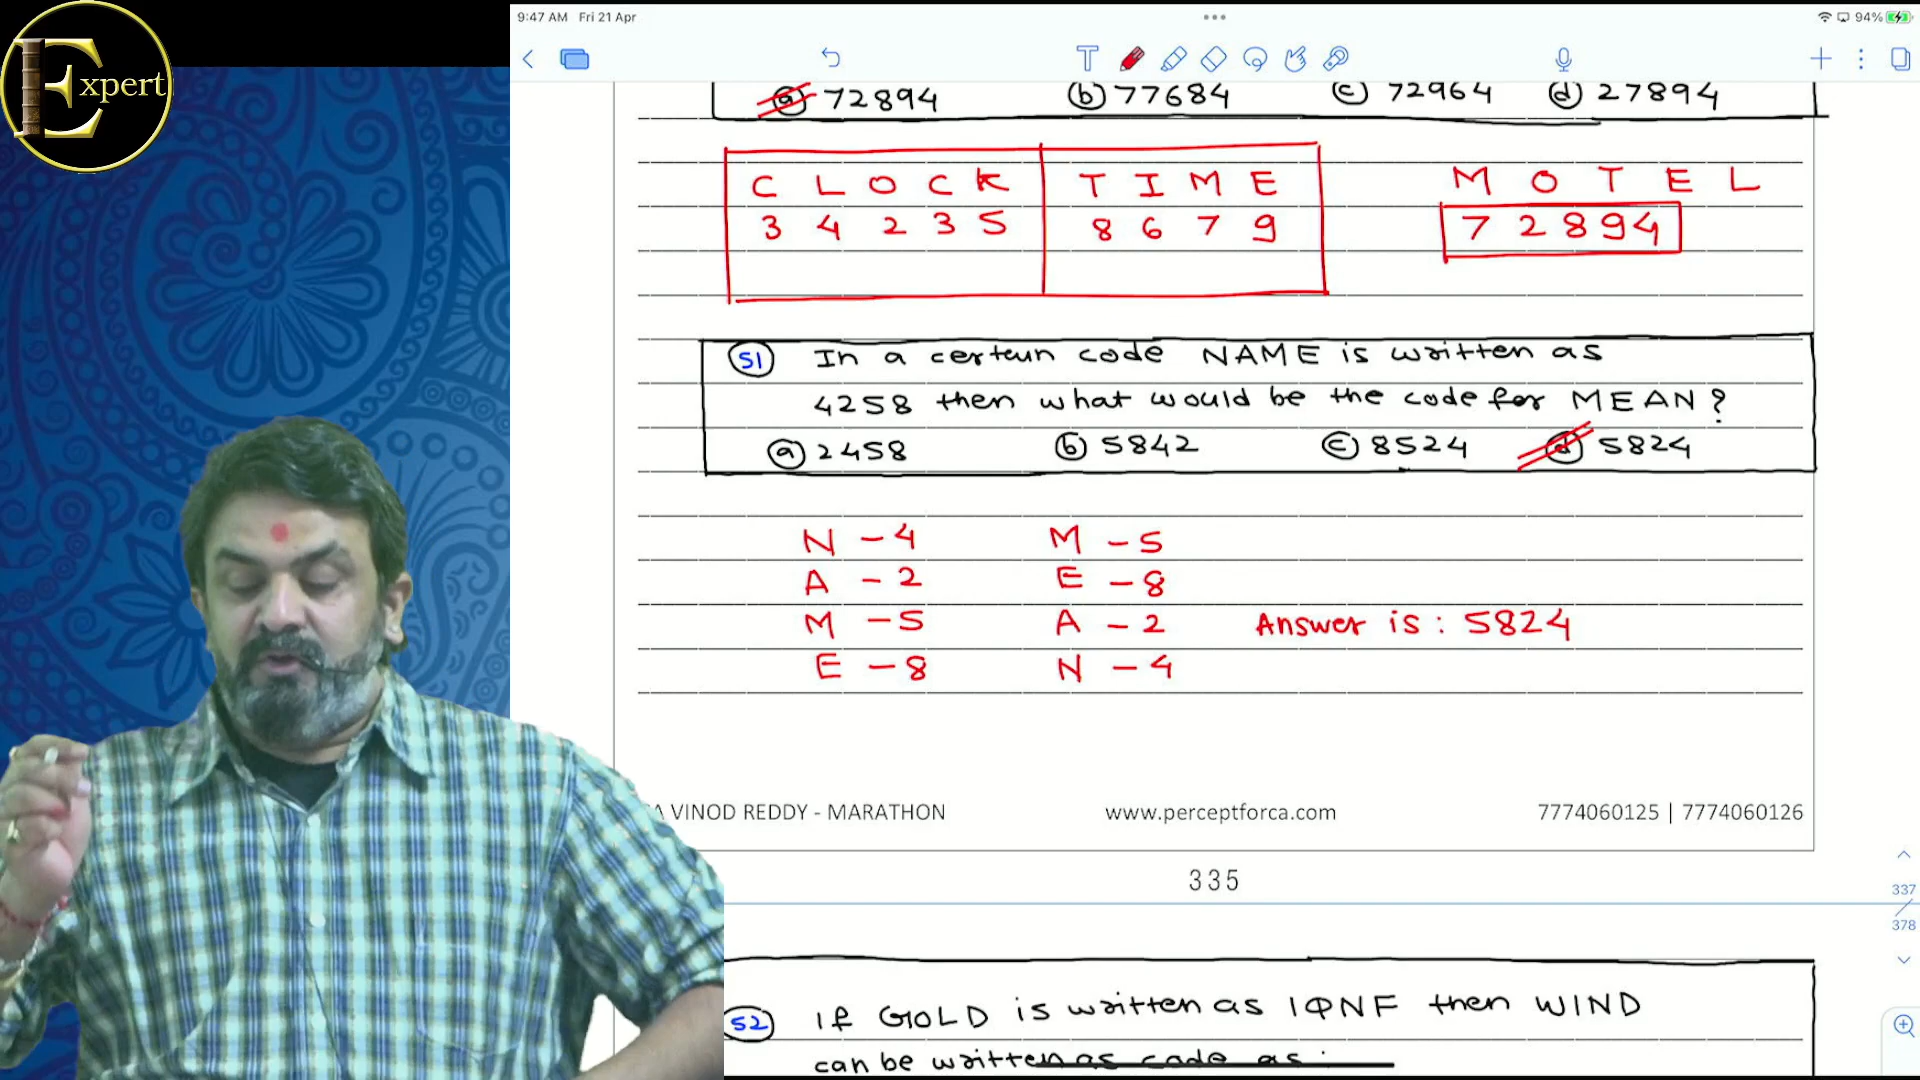 Expert
9:47 AM Fri 21 Apr
94%
(a) 72894 (b) 77684 (c) 72964 (d) 27894
C L O C K T I M E M O T E L
3 4 2 3 5 8 6 7 9 7 2 8 9 4
51 In a certain code NAME is written as
4258 then what would be the code for MEAN?
(a) 2458 (b) 5842 (c) 8524 (d) 5824
N - 4 M - 5
A - 2 E - 8
M - 5 A - 2 Answer is : 5824
E - 8 N - 4
VINOD REDDY - MARATHON www.perceptforca.com 7774060125 | 7774060126
335
337
378
52 If GOLD is written as IQNF then WIND
can be written as code as :